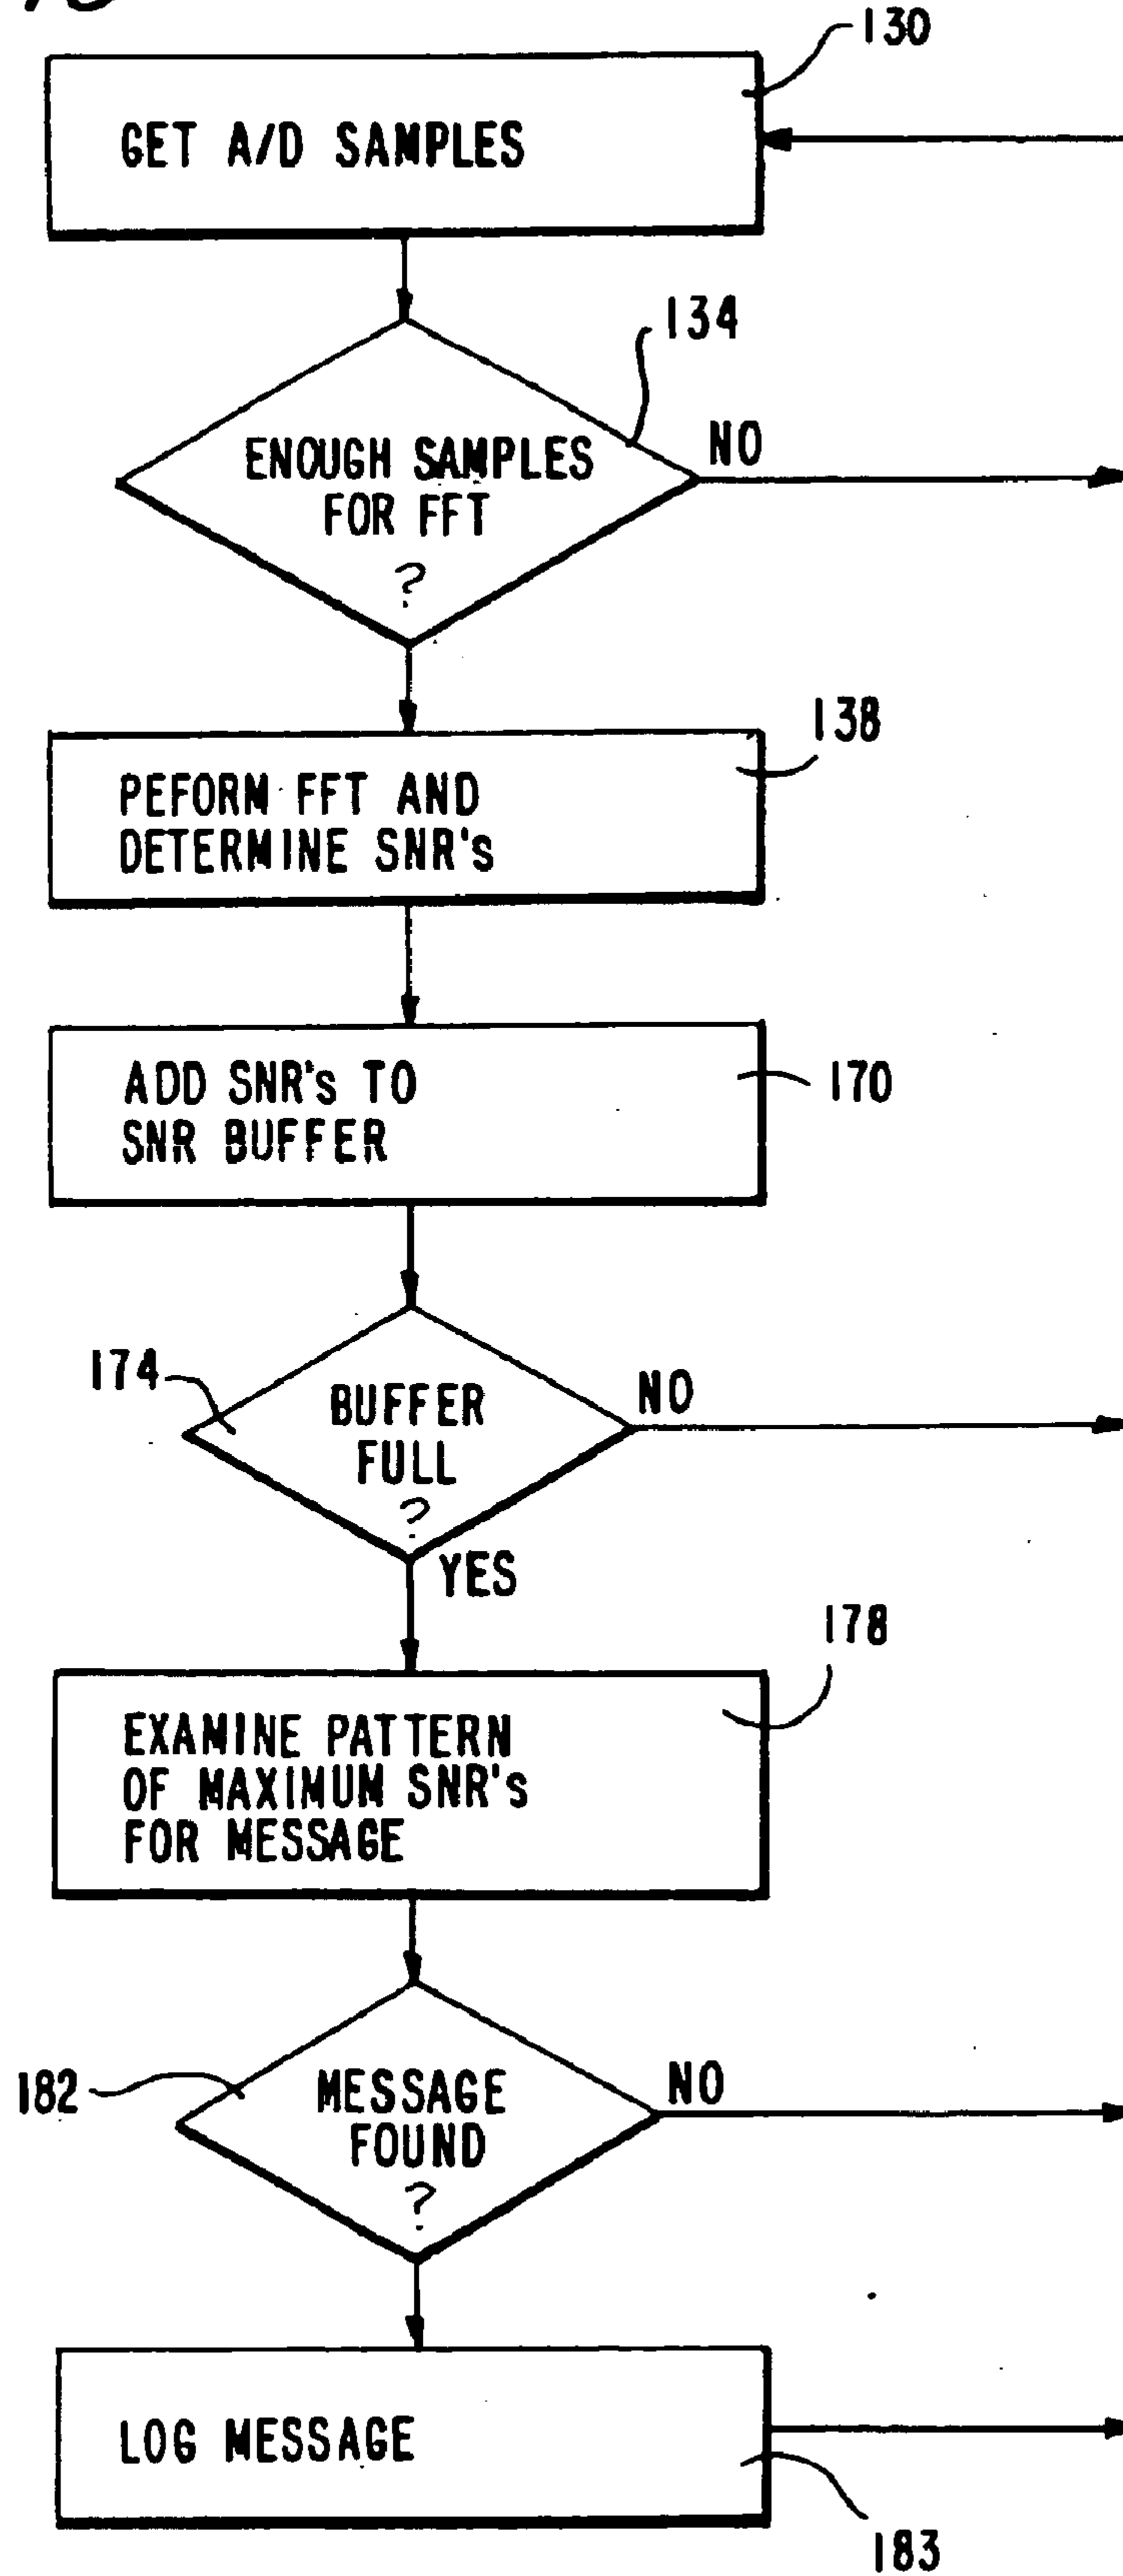 130
GET A/D SAMPLES
134
ENOUGH SAMPLES
FOR FFT
?
NO
138
PEFORM FFT AND
DETERMINE SNR's
ADD SNR's TO
SNR BUFFER
170
174
BUFFER
FULL
?
NO
YES
178
EXAMINE PATTERN
OF MAXIMUM SNR's
FOR MESSAGE
182
MESSAGE
FOUND
?
NO
LOG MESSAGE
183